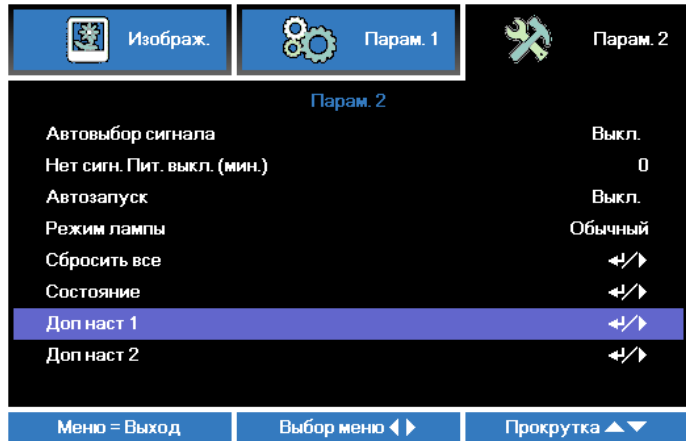 Изображ. Парам. 1 Парам. 2
Парам. 2
Автовыбор сигнала Выкл.
Нет сигн. Пит. выкл. (мин.) 0
Автозапуск Выкл.
Режим лампы Обычный
Сбросить все
Состояние
Доп наст 1
Доп наст 2
Меню = Выход Выбор меню Прокрутка